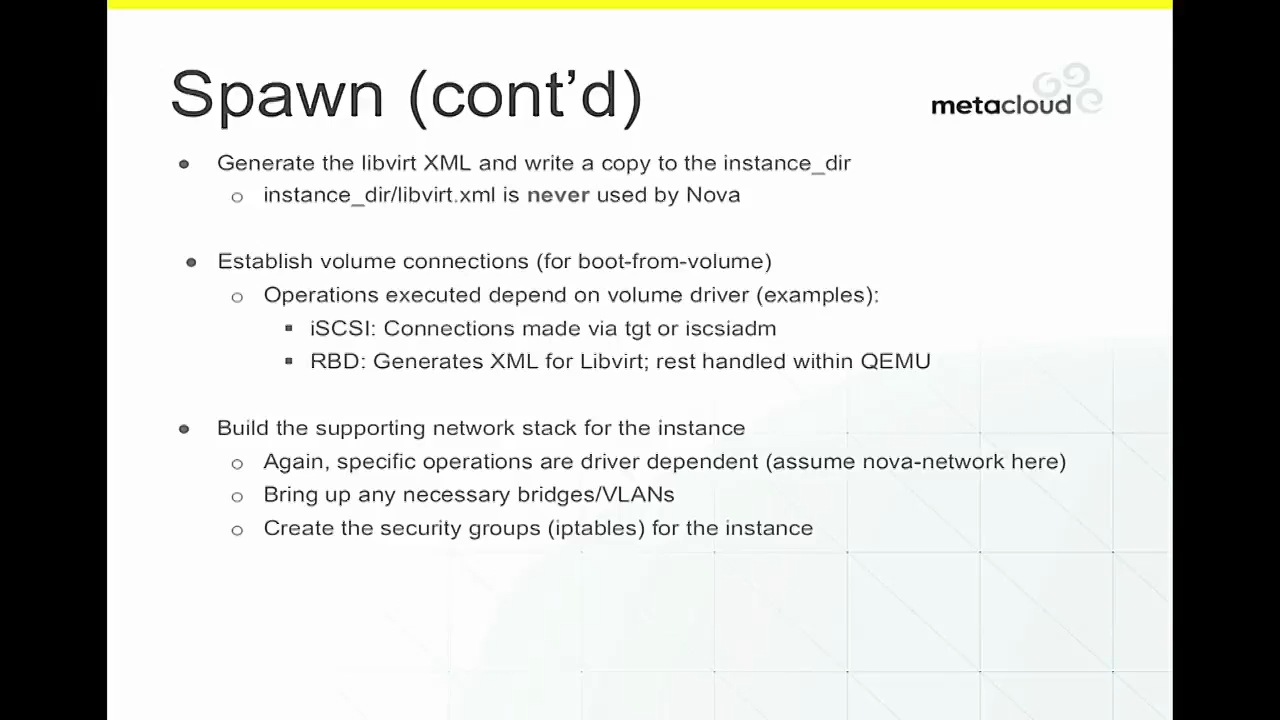 Spawn (cont’d)
metacloud
● Generate the libvirt XML and write a copy to the instance_dir
○ instance_dir/libvirt.xml is never used by Nova
● Establish volume connections (for boot-from-volume)
○ Operations executed depend on volume driver (examples):
■ iSCSI: Connections made via tgt or iscsiadm
■ RBD: Generates XML for Libvirt; rest handled within QEMU
● Build the supporting network stack for the instance
○ Again, specific operations are driver dependent (assume nova-network here)
○ Bring up any necessary bridges/VLANs
○ Create the security groups (iptables) for the instance